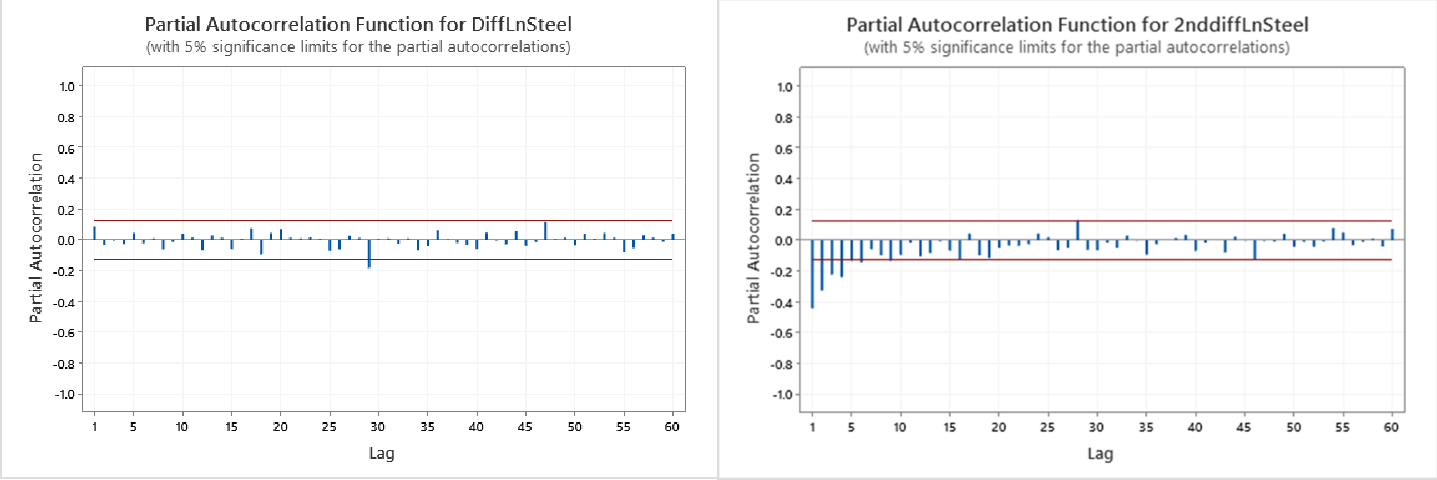 Partial Autocorrelation Function for DiffLnSteel
(with 5% significance limits for the partial autocorrelations)
Partial Autocorrelation
1.0
0.8
0.6
0.4
0.2
0.0
-0.2
-0.4
-0.6
-0.8
-1.0
1 5 10 15 20 25 30 35 40 45 50 55 60
Lag
Partial Autocorrelation Function for 2nddiffLnSteel
(with 5% significance limits for the partial autocorrelations)
Partial Autocorrelation
1.0
0.8
0.6
0.4
0.2
0.0
-0.2
-0.4
-0.6
-0.8
-1.0
1 5 10 15 20 25 30 35 40 45 50 55 60
Lag